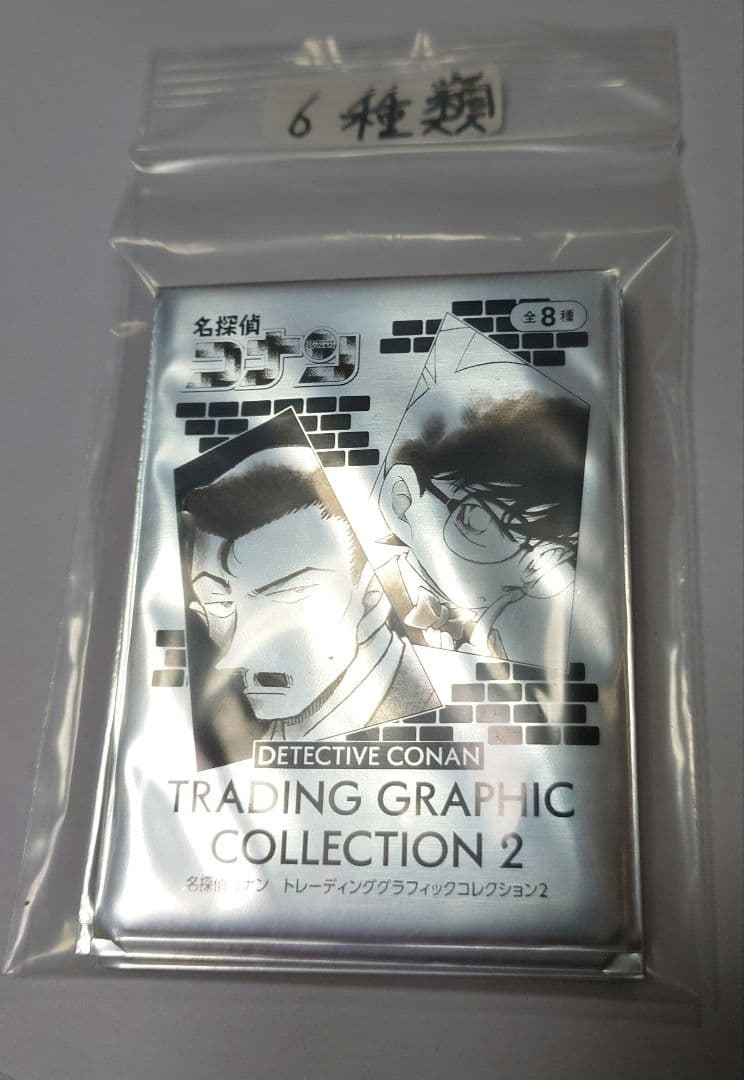 6種類
全8種
名探偵
コナン
CONAN
DETECTIVE CONAN
TRADING GRAPHIC
COLLECTION 2
名探偵コナン トレーディンググラフィックコレクション2